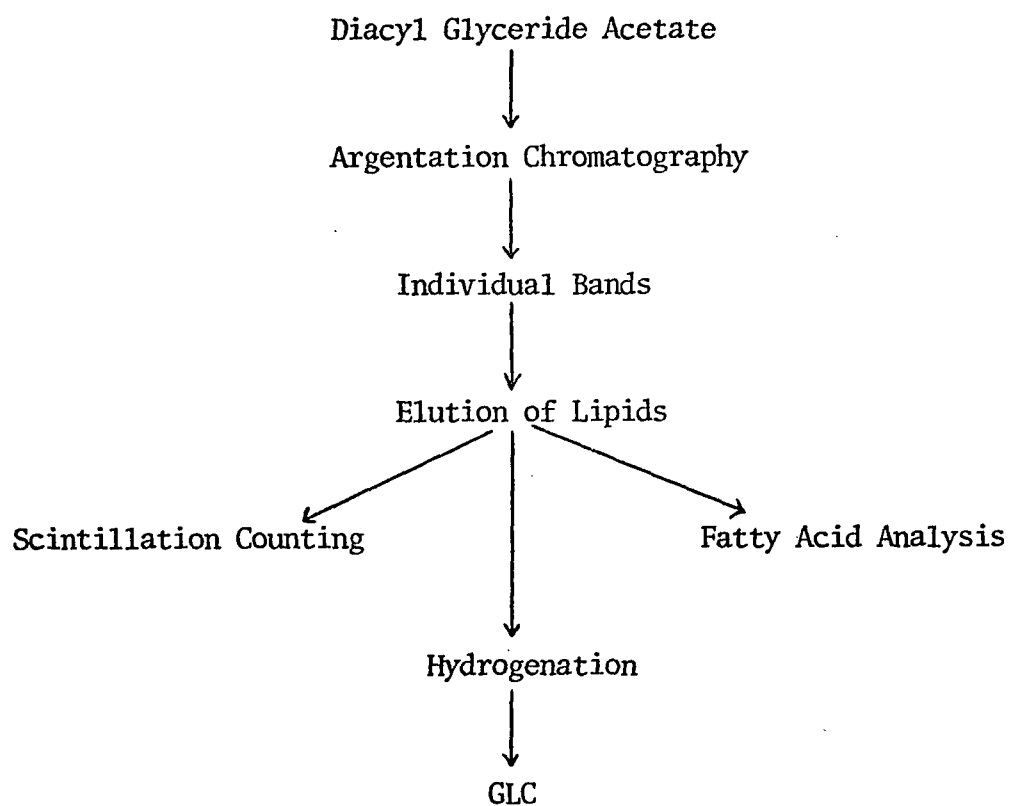 Diacyl Glyceride Acetate
Argentation Chromatography
Individual Bands
Elution of Lipids
Scintillation Counting
Fatty Acid Analysis
Hydrogenation
GLC